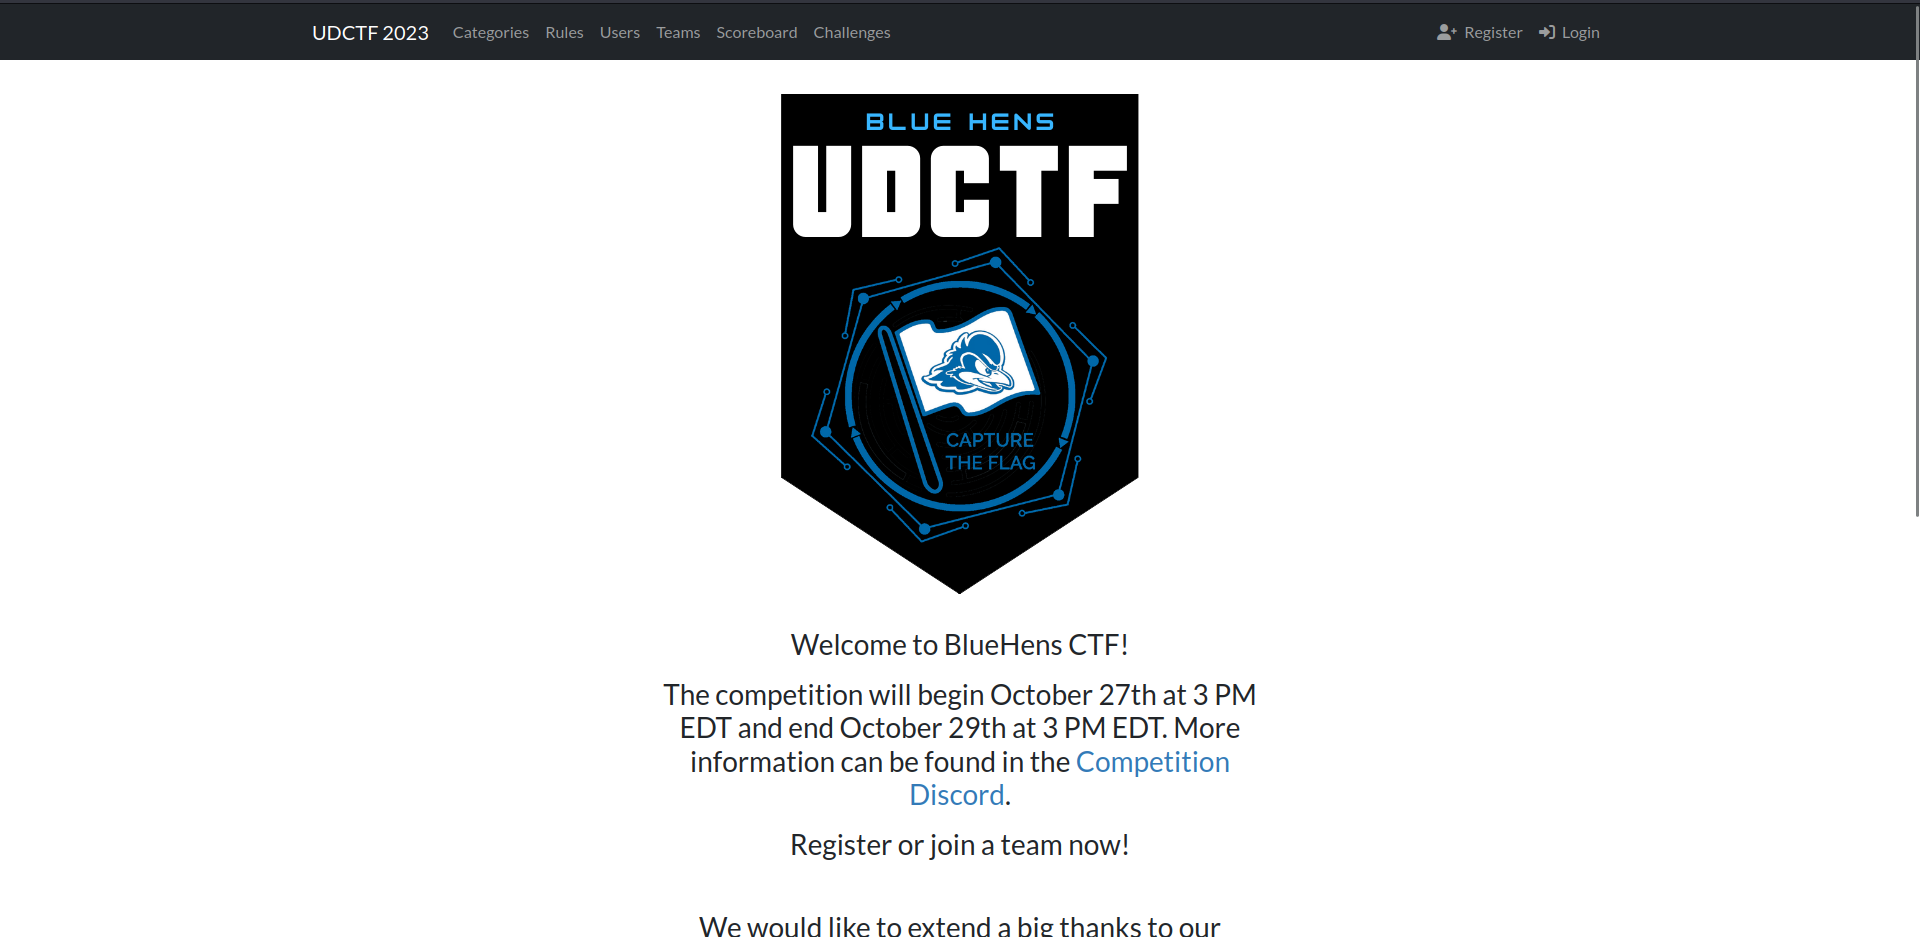 UDCTF 2023 Categories Rules Users Teams Scoreboard Challenges Register Login
BLUE HENS
UDCTF
CAPTURE
THE FLAG
Welcome to BlueHens CTF!
The competition will begin October 27th at 3 PM
EDT and end October 29th at 3 PM EDT. More
information can be found in the Competition
Discord.
Register or join a team now!
We would like to extend a big thanks to our